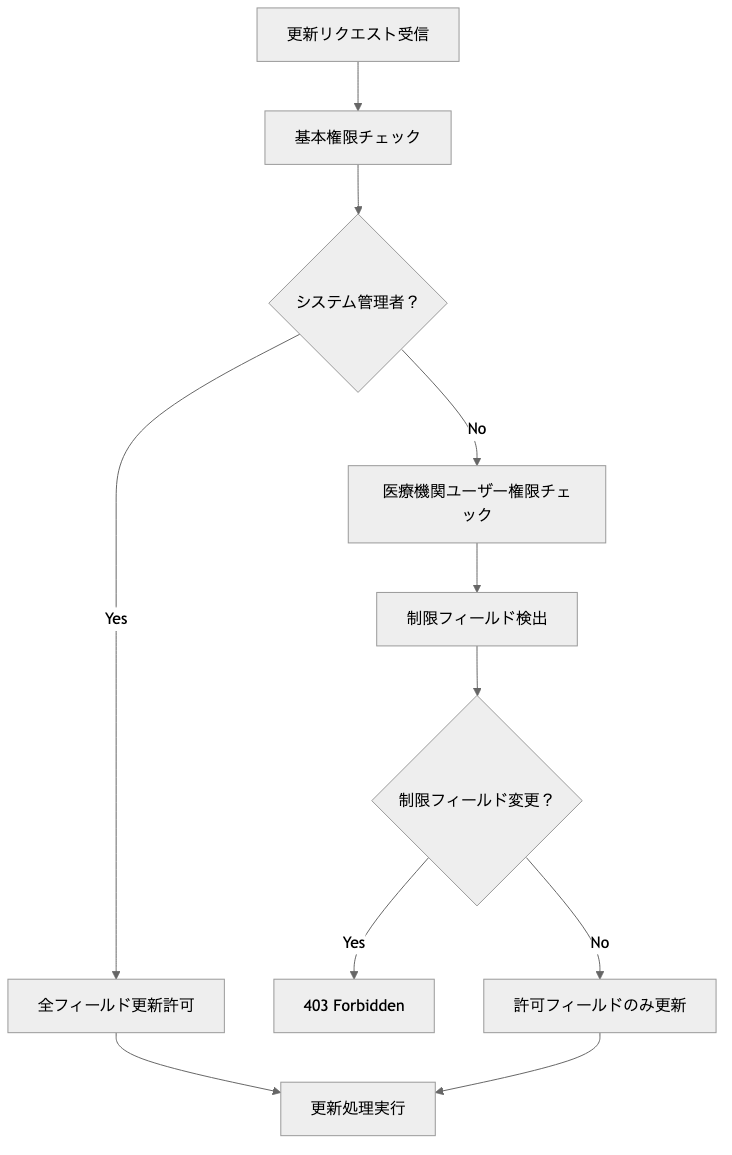 更新リクエスト受信
基本権限チェック
システム管理者？
No
医療機関ユーザー権限チェ
ック
Yes
制限フィールド検出
制限フィールド変更？
Yes
No
全フィールド更新許可
403 Forbidden
許可フィールドのみ更新
更新処理実行